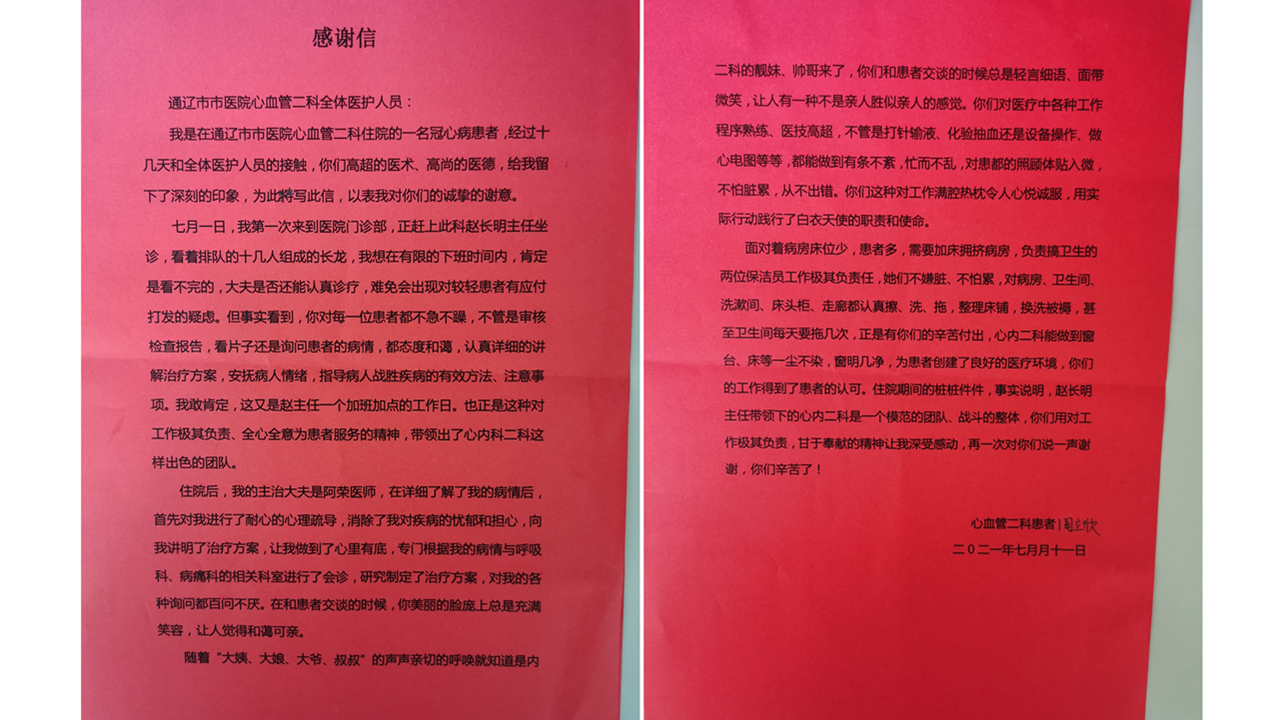 感谢信
通辽市市医院心血管二科全体医护人员：
我是在通辽市市医院心血管二科住院的一名冠心病患者，经过十
几天和全体医护人员的接触，你们高超的医术、高尚的医德，给我留
下了深刻的印象，为此特写此信，以表我对你们的诚挚的谢意。
七月一日，我第一次来到医院门诊部，正赶上此科赵长明主任坐
诊，看着排队的十几人组成的长龙，我想在有限的下班时间内，肯定
是看不完的，大夫是否还能认真诊疗，难免会出现对较轻患者有应付
打发的疑虑。但事实看到，你对每一位患者都不急不躁，不管是审核
检查报告，看片子还是询问患者的病情，都态度和蔼，认真详细的讲
解治疗方案，安抚病人情绪，指导病人战胜疾病的有效方法、注意事
项。我敢肯定，这又是赵主任一个加班加点的工作日。也正是这种对
工作极其负责、全心全意为患者服务的精神，带领出了心内科二科这
样出色的团队。
住院后，我的主治大夫是阿荣医师，在详细了解了我的病情后，
首先对我进行了耐心的心理疏导，消除了我对疾病的忧郁和担心，向
我讲明了治疗方案，让我做到了心里有底，专门根据我的病情与呼吸
科、病痛科的相关科室进行了会诊，研究制定了治疗方案，对我的各
种询问都百问不厌。在和患者交谈的时候，你美丽的脸庞上总是充满
笑容，让人觉得和蔼可亲。
随着“大姨、大娘、大爷、叔叔”的声声亲切的呼唤就知道是内
二科的靓妹、帅哥来了，你们和患者交谈的时候总是轻言细语、面带
微笑，让人有一种不是亲人胜似亲人的感觉。你们对医疗中各种工作
程序熟练、医技高超，不管是打针输液、化验抽血还是设备操作、做
心电图等等，都能做到有条不紊，忙而不乱，对患都的照顾体贴入微，
不怕脏累，从不出错。你们这种对工作满腔热枕令人心悦诚服，用实
际行动践行了白衣天使的职责和使命。
面对着病房床位少，患者多，需要加床拥挤病房，负责搞卫生的
两位保洁员工作极其负责任，她们不嫌脏、不怕累，对病房、卫生间、
洗漱间、床头柜、走廊都认真擦、洗、拖，整理床铺，换洗被褥，甚
至卫生间每天要拖几次，正是有你们的辛苦付出，心内二科能做到窗
台、床等一尘不染，窗明几净，为患者创建了良好的医疗环境，你们
的工作得到了患者的认可。住院期间的桩桩件件，事实说明，赵长明
主任带领下的心内二科是一个模范的团队、战斗的整体，你们用对工
作极其负责，甘于奉献的精神让我深受感动，再一次对你们说一声谢
谢，你们辛苦了！
心血管二科患者
二０二一年七月月十一日